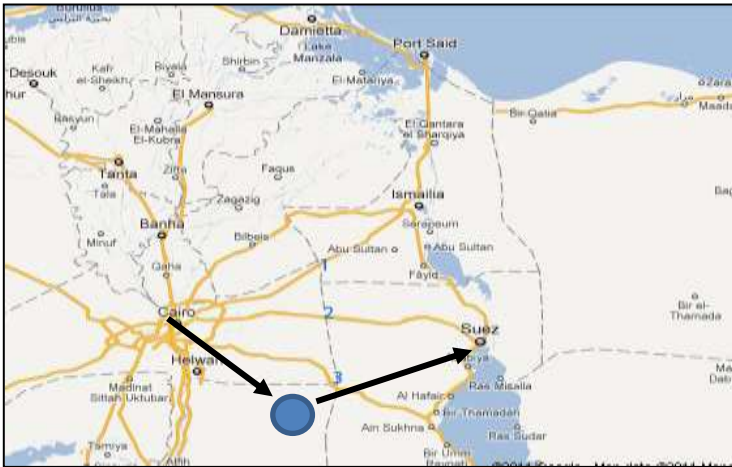 Damietta
Lake
Manzala
Port Said
Desouk
Kafr
el-Sheikh
Biyala
Shirbin
El-Matariya
El Mansura
Bir Qatia
Basyun
El-Mahalla
El-Kubra
El Qantara
el Sharqiya
Tanta
Tala
Zifta
Faqus
Zagazig
Ismailia
Serapeum
Banha
Minuf
Bilbeis
Abu Sultan
Abu Sultan
Qaha
1
Fayid
Cairo
2
Bir el-
Thamada
Suez
Helwan
3
Madinat
Sittah Uktubar
Ras Misalla
Al Hafair
Bir Thamadah
Ain Sukhna
Ras Sudar
Tamiya
Bir Umm